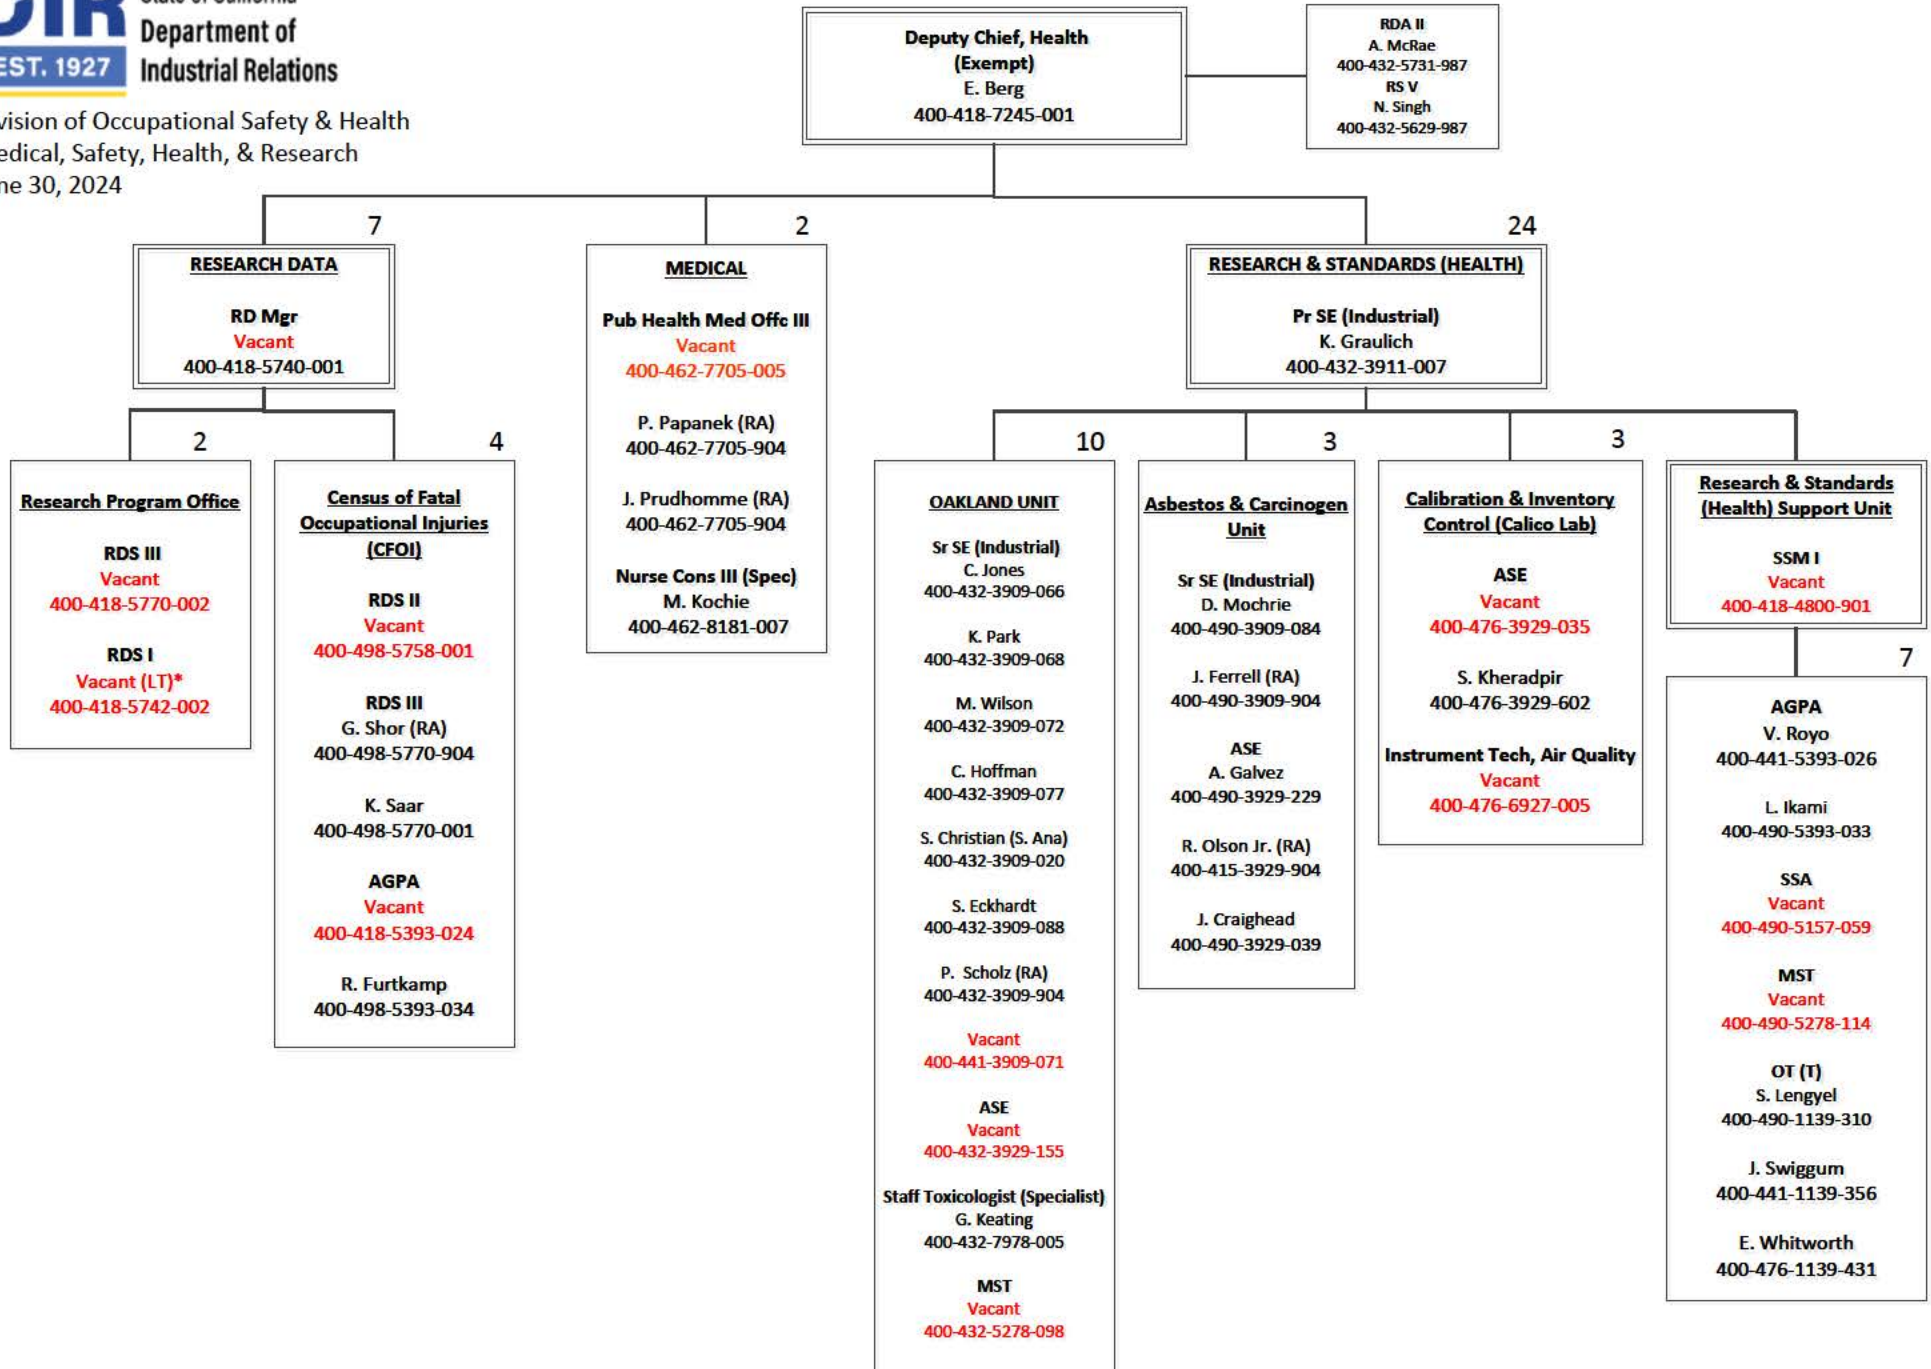 EST. 1927
Department of
Industrial Relations
vision of Occupational Safety & Health
edical, Safety, Health, & Research
ne 30, 2024
Deputy Chief, Health
(Exempt)
E. Berg
400-418-7245-001
RDA II
A. McRae
400-432-5731-987
RS V
N. Singh
400-432-5629-987
7
RESEARCH DATA
RD Mgr
Vacant
400-418-5740-001
2
MEDICAL
Pub Health Med Offc III
Vacant
400-462-7705-005
P. Papanek (RA)
400-462-7705-904
J. Prudhomme (RA)
400-462-7705-904
Nurse Cons III (Spec)
M. Kochie
400-462-8181-007
24
RESEARCH & STANDARDS (HEALTH)
Pr SE (Industrial)
K. Graulich
400-432-3911-007
2
Research Program Office
RDS III
Vacant
400-418-5770-002
RDS I
Vacant (LT)*
400-418-5742-002
4
Census of Fatal
Occupational Injuries
(CFOI)
RDS II
Vacant
400-498-5758-001
RDS III
G. Shor (RA)
400-498-5770-904
K. Saar
400-498-5770-001
AGPA
Vacant
400-418-5393-024
R. Furtkamp
400-498-5393-034
10
OAKLAND UNIT
Sr SE (Industrial)
C. Jones
400-432-3909-066
K. Park
400-432-3909-068
M. Wilson
400-432-3909-072
C. Hoffman
400-432-3909-077
S. Christian (S. Ana)
400-432-3909-020
S. Eckhardt
400-432-3909-088
P. Scholz (RA)
400-432-3909-904
Vacant
400-441-3909-071
ASE
Vacant
400-432-3929-155
Staff Toxicologist (Specialist)
G. Keating
400-432-7978-005
MST
Vacant
400-432-5278-098
3
Asbestos & Carcinogen
Unit
Sr SE (Industrial)
D. Mochrie
400-490-3909-084
J. Ferrell (RA)
400-490-3909-904
ASE
A. Galvez
400-490-3929-229
R. Olson Jr. (RA)
400-415-3929-904
J. Craighead
400-490-3929-039
3
Calibration & Inventory
Control (Calico Lab)
ASE
Vacant
400-476-3929-035
S. Kheradpir
400-476-3929-602
Instrument Tech, Air Quality
Vacant
400-476-6927-005
Research & Standards
(Health) Support Unit
SSM I
Vacant
400-418-4800-901
7
AGPA
V. Royo
400-441-5393-026
L. Ikami
400-490-5393-033
SSA
Vacant
400-490-5157-059
MST
Vacant
400-490-5278-114
OT (T)
S. Lengyel
400-490-1139-310
J. Swiggum
400-441-1139-356
E. Whitworth
400-476-1139-431